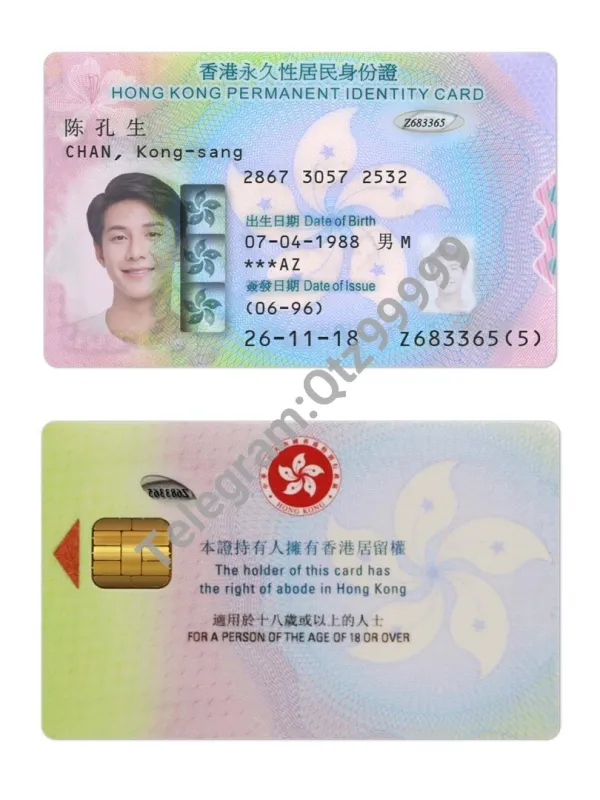 香港永久性居民身份證
HONG KONG PERMANENT IDENTITY CARD
陈孔生
Z683365
CHAN, Kong-sang
2867 3057 2532
出生日期 Date of Birth
07-04-1988 男 M
***AZ
簽發日期 Date of Issue
(06-96)
26-11-18 Z683365(5)
Telegram:Qtz99999
HONG KONG
Z683365
本證持有人擁有香港居留權
The holder of this card has
the right of abode in Hong Kong
適用於十八歲或以上的人士
FOR A PERSON OF THE AGE OF 18 OR OVER